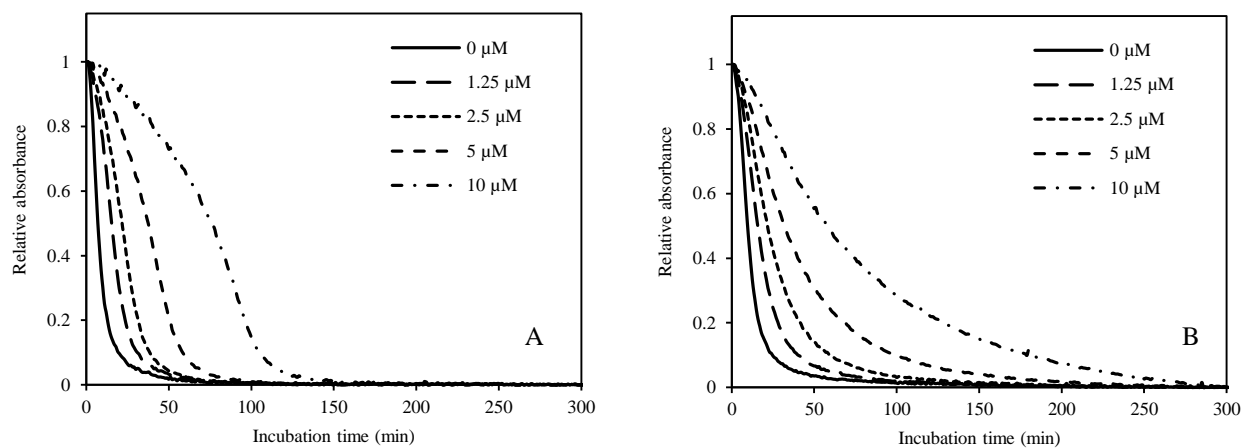 0 µM
1.25 µM
2.5 µM
5 µM
10 µM
1
0.8
0.6
0.4
0.2
0
Relative absorbance
A
0 50 100 150 200 250 300
Incubation time (min)
0 µM
1.25 µM
2.5 µM
5 µM
10 µM
1
0.8
0.6
0.4
0.2
0
Relative absorbance
B
0 50 100 150 200 250 300
Incubation time (min)